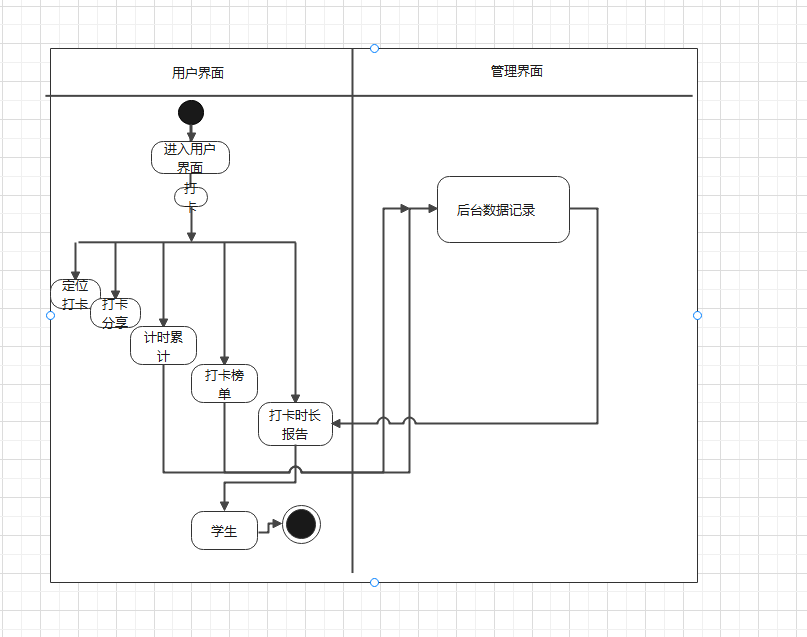 用户界面
管理界面
进入用户
界面
打
卡
后台数据记录
定位
打卡
打卡
分享
计时累
计
打卡榜
单
打卡时长
报告
学生